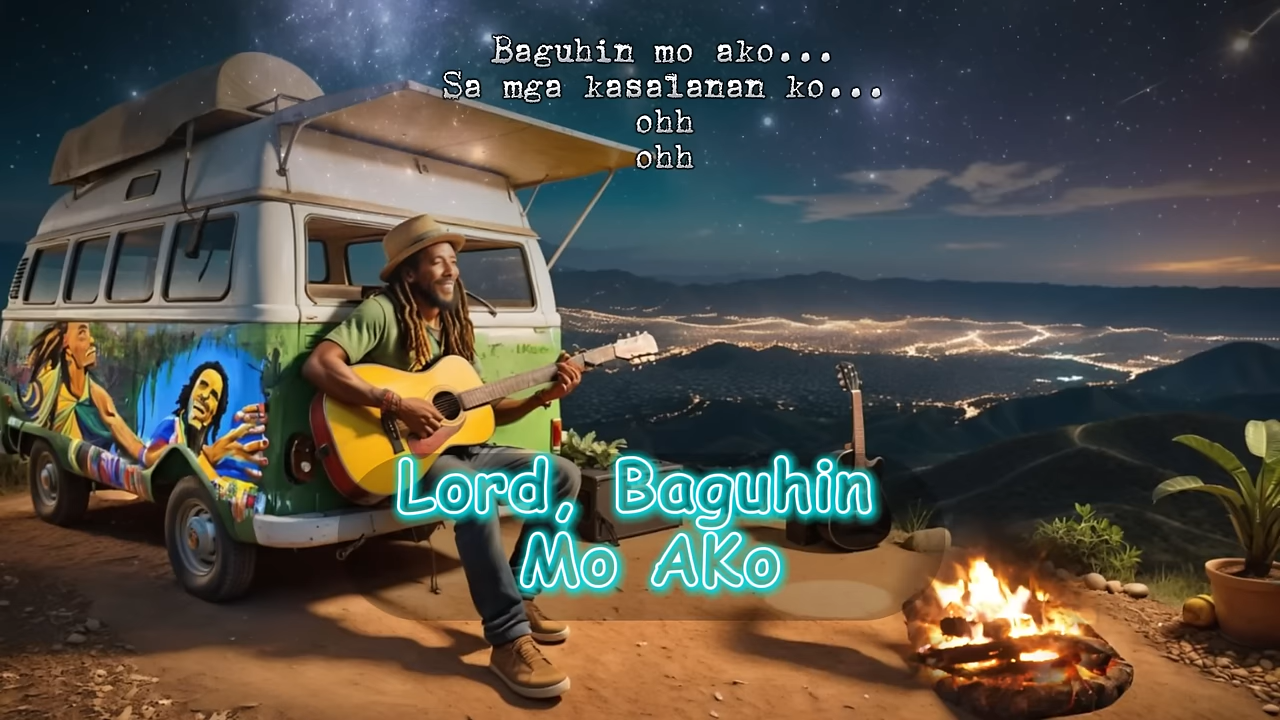 Baguhin mo ako...
Sa mga kasalanan ko...
ohh
ohh
Lord, Baguhin
Mo AKo